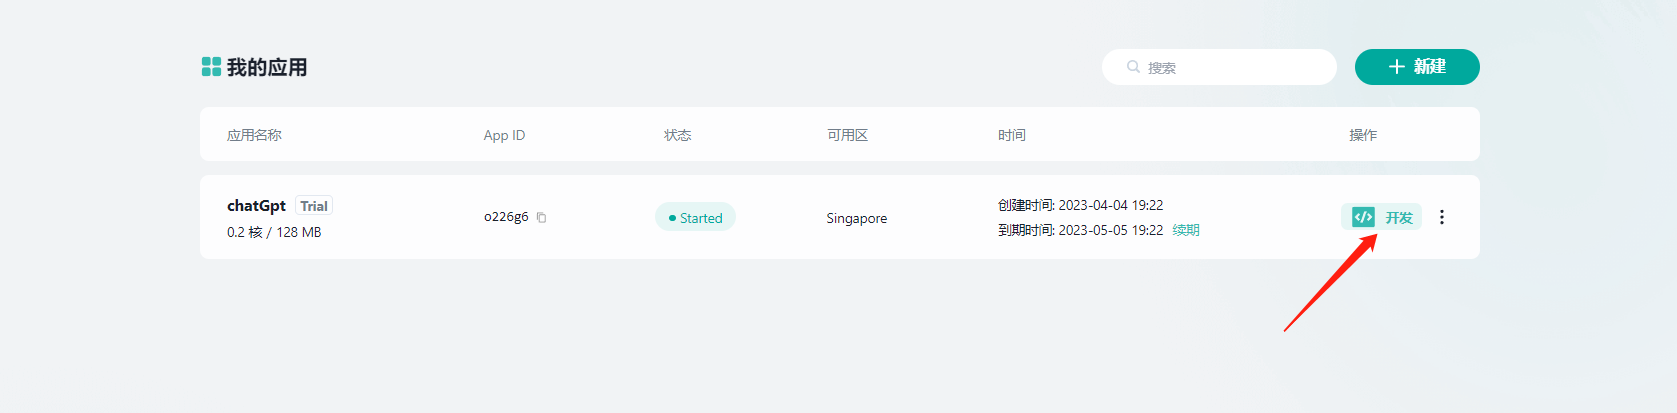 我的应用
搜索
新建
应用名称 App ID 状态 可用区 时间 操作
chatGpt Trial
0.2 核 / 128 MB
o226g6
Started
Singapore
创建时间: 2023-04-04 19:22
到期时间: 2023-05-05 19:22 续期
开发